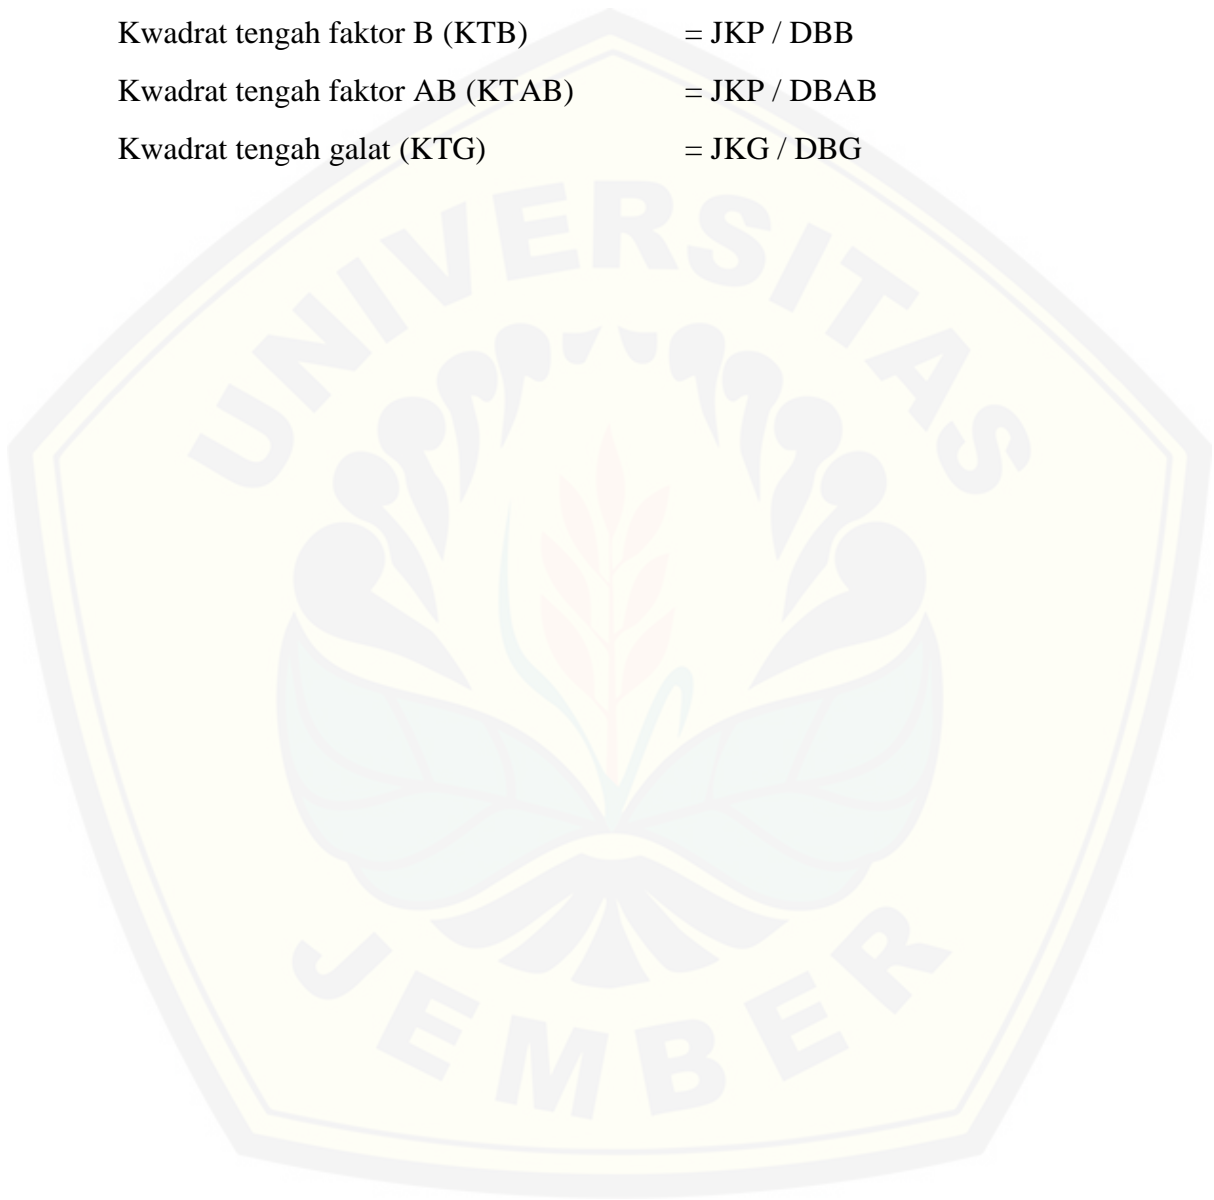 Kwadrat tengah faktor B (KTB) = JKP / DBB
Kwadrat tengah faktor AB (KTAB) = JKP / DBAB
Kwadrat tengah galat (KTG) = JKG / DBG
UNIVERSITAS
JEMBER